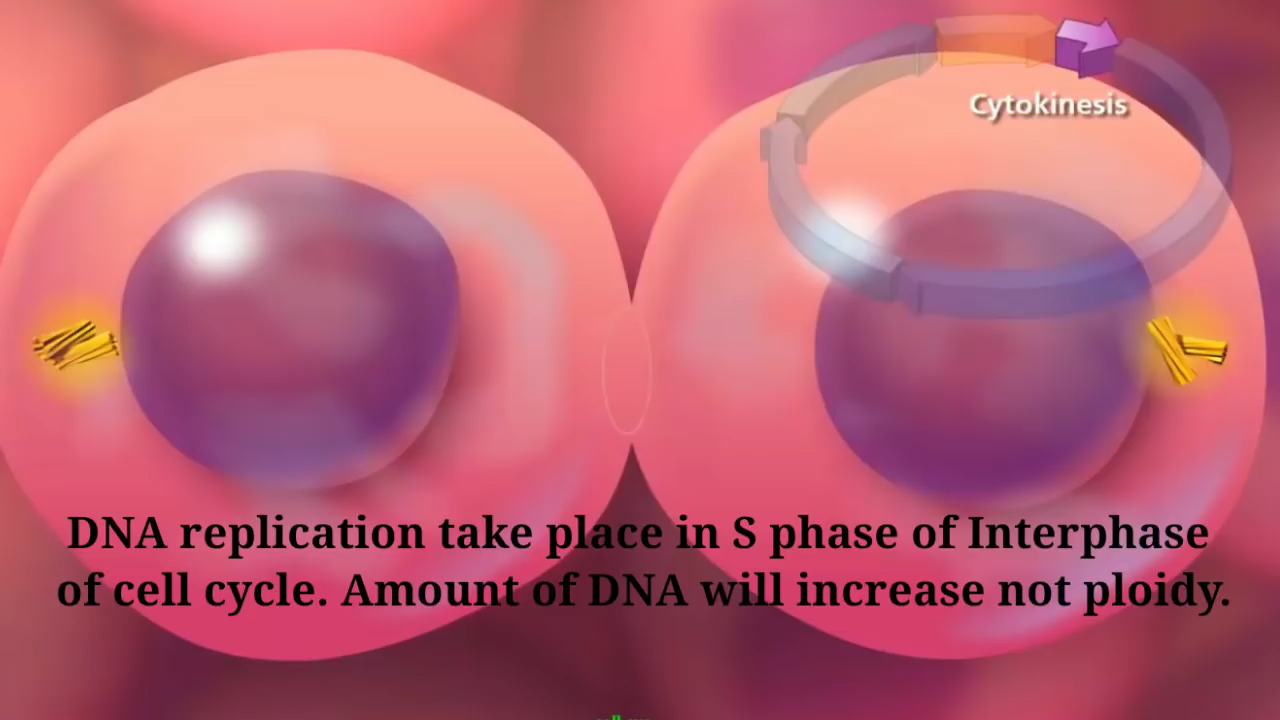 Cytokinesis
DNA replication take place in S phase of Interphase
of cell cycle. Amount of DNA will increase not ploidy.